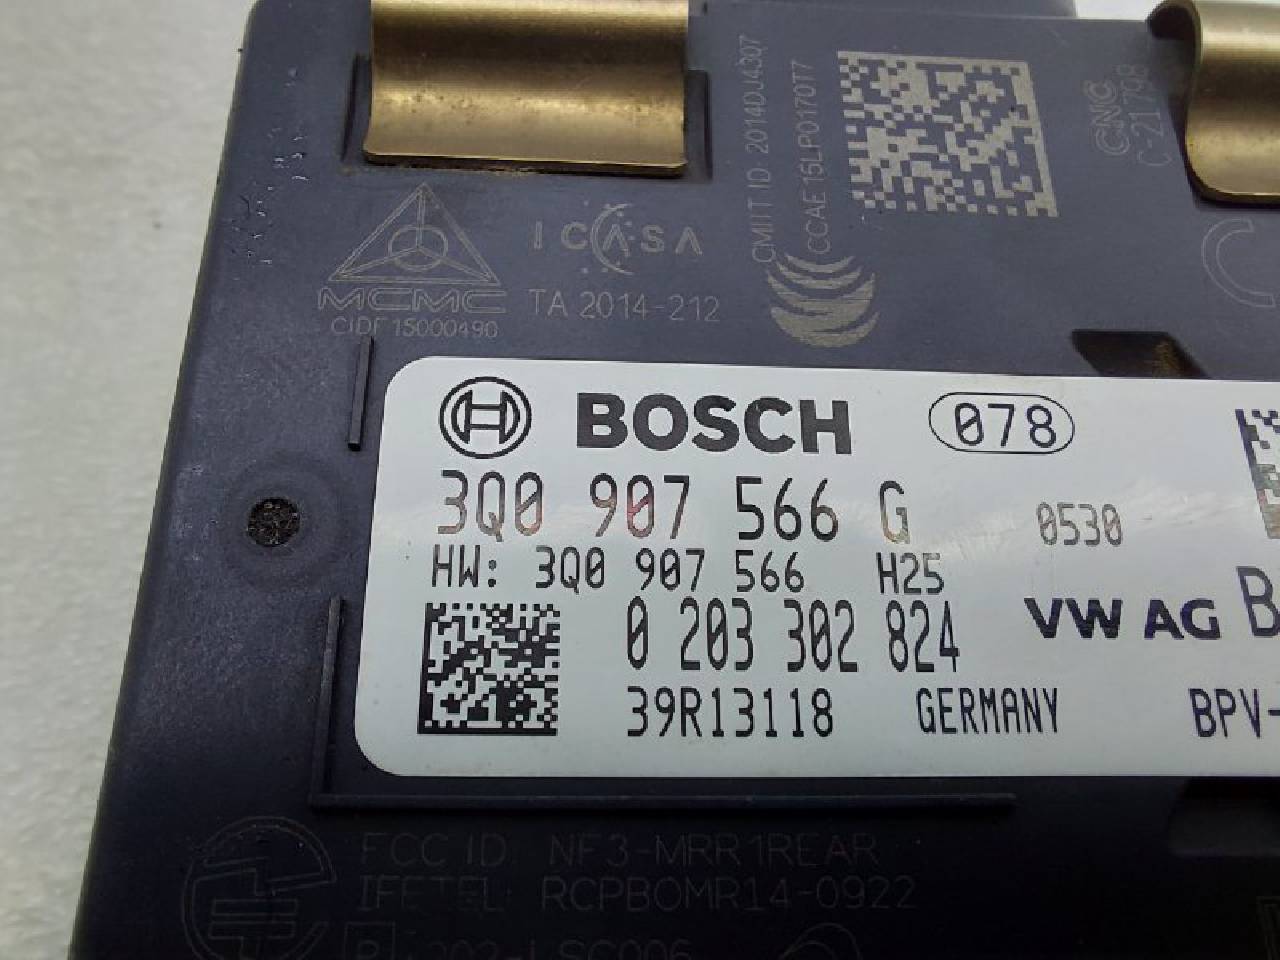 CMIIT ID 2014DJ4307
CCAE15LP0170T7
CNC
C-21798
ICASA
TA 2014-212
MCMC
CIDF15000490
BOSCH 078
3Q0 907 566 G 0530
HW: 3Q0 907 566 H25
0 203 302 824 VW AG
39R13118 GERMANY BPV-
FCC ID NF3-MRR1REAR
IFETEL: RCPBOMR14-0922
R